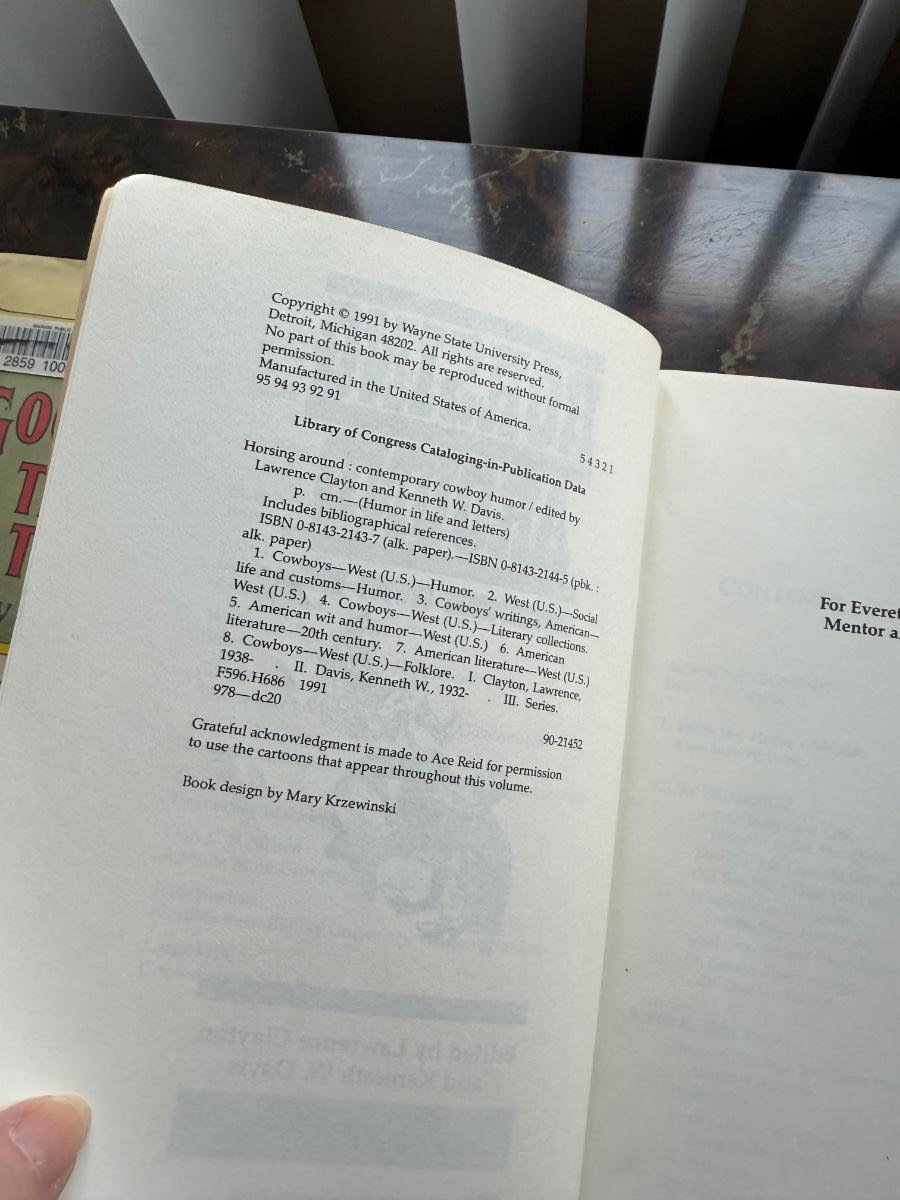 Copyright © 1991 by Wayne State University Press,
Detroit, Michigan 48202. All rights are reserved.
No part of this book may be reproduced without formal
permission.
Manufactured in the United States of America.
95 94 93 92 91
5 4 3 2 1
Library of Congress Cataloging-in-Publication Data
Horsing around : contemporary cowboy humor / edited by
Lawrence Clayton and Kenneth W. Davis.
p. cm.—(Humor in life and letters)
Includes bibliographical references.
ISBN 0-8143-2143-7 (alk. paper).—ISBN 0-8143-2144-5 (pbk. :
alk. paper)
1. Cowboys—West (U.S.)—Humor. 2. West (U.S.)—Social
life and customs—Humor. 3. Cowboys' writings, American—
West (U.S.) 4. Cowboys—West (U.S.)—Literary collections.
5. American wit and humor—West (U.S.) 6. American
literature—20th century. 7. American literature—West (U.S.)
8. Cowboys—West (U.S.)—Folklore. I. Clayton, Lawrence,
1938- . II. Davis, Kenneth W., 1932- . III. Series.
F596.H686 1991
978—dc20
90-21452
Grateful acknowledgment is made to Ace Reid for permission
to use the cartoons that appear throughout this volume.
Book design by Mary Krzewinski
For Everet
Mentor a
2859 100
GO
T
T
Edited by Lawrence Clayton
and Kenneth W. Davis